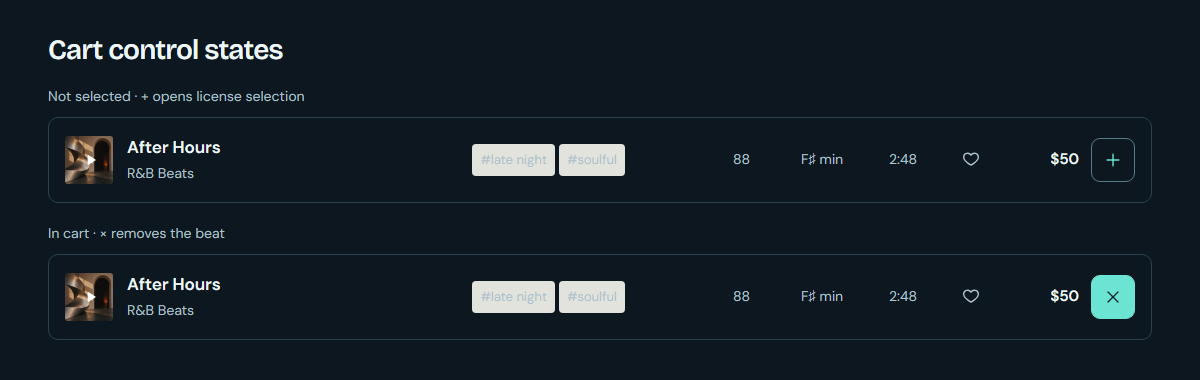 Cart control states
Not selected · + opens license selection
After Hours
R&B Beats
#late night #soulful 88 F♯ min 2:48 $50 +
In cart · × removes the beat
After Hours
R&B Beats
#late night #soulful 88 F♯ min 2:48 $50 ×